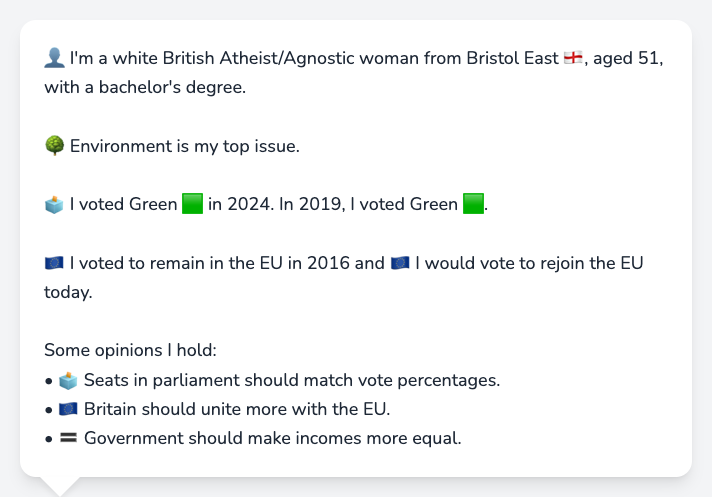 👤 I'm a white British Atheist/Agnostic woman from Bristol East 🏴󠁧󠁢󠁥󠁮󠁧󠁿, aged 51,
with a bachelor's degree.
🌳 Environment is my top issue.
🗳️ I voted Green 🟩 in 2024. In 2019, I voted Green 🟩.
🇪🇺 I voted to remain in the EU in 2016 and 🇪🇺 I would vote to rejoin the EU
today.
Some opinions I hold:
• 🗳️ Seats in parliament should match vote percentages.
• 🇪🇺 Britain should unite more with the EU.
• 🟰 Government should make incomes more equal.